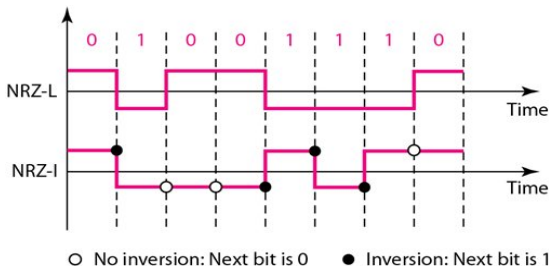 0 1 0 0 1 1 1 0
NRZ-L
Time
NRZ-I
Time
No inversion: Next bit is 0
Inversion: Next bit is 1